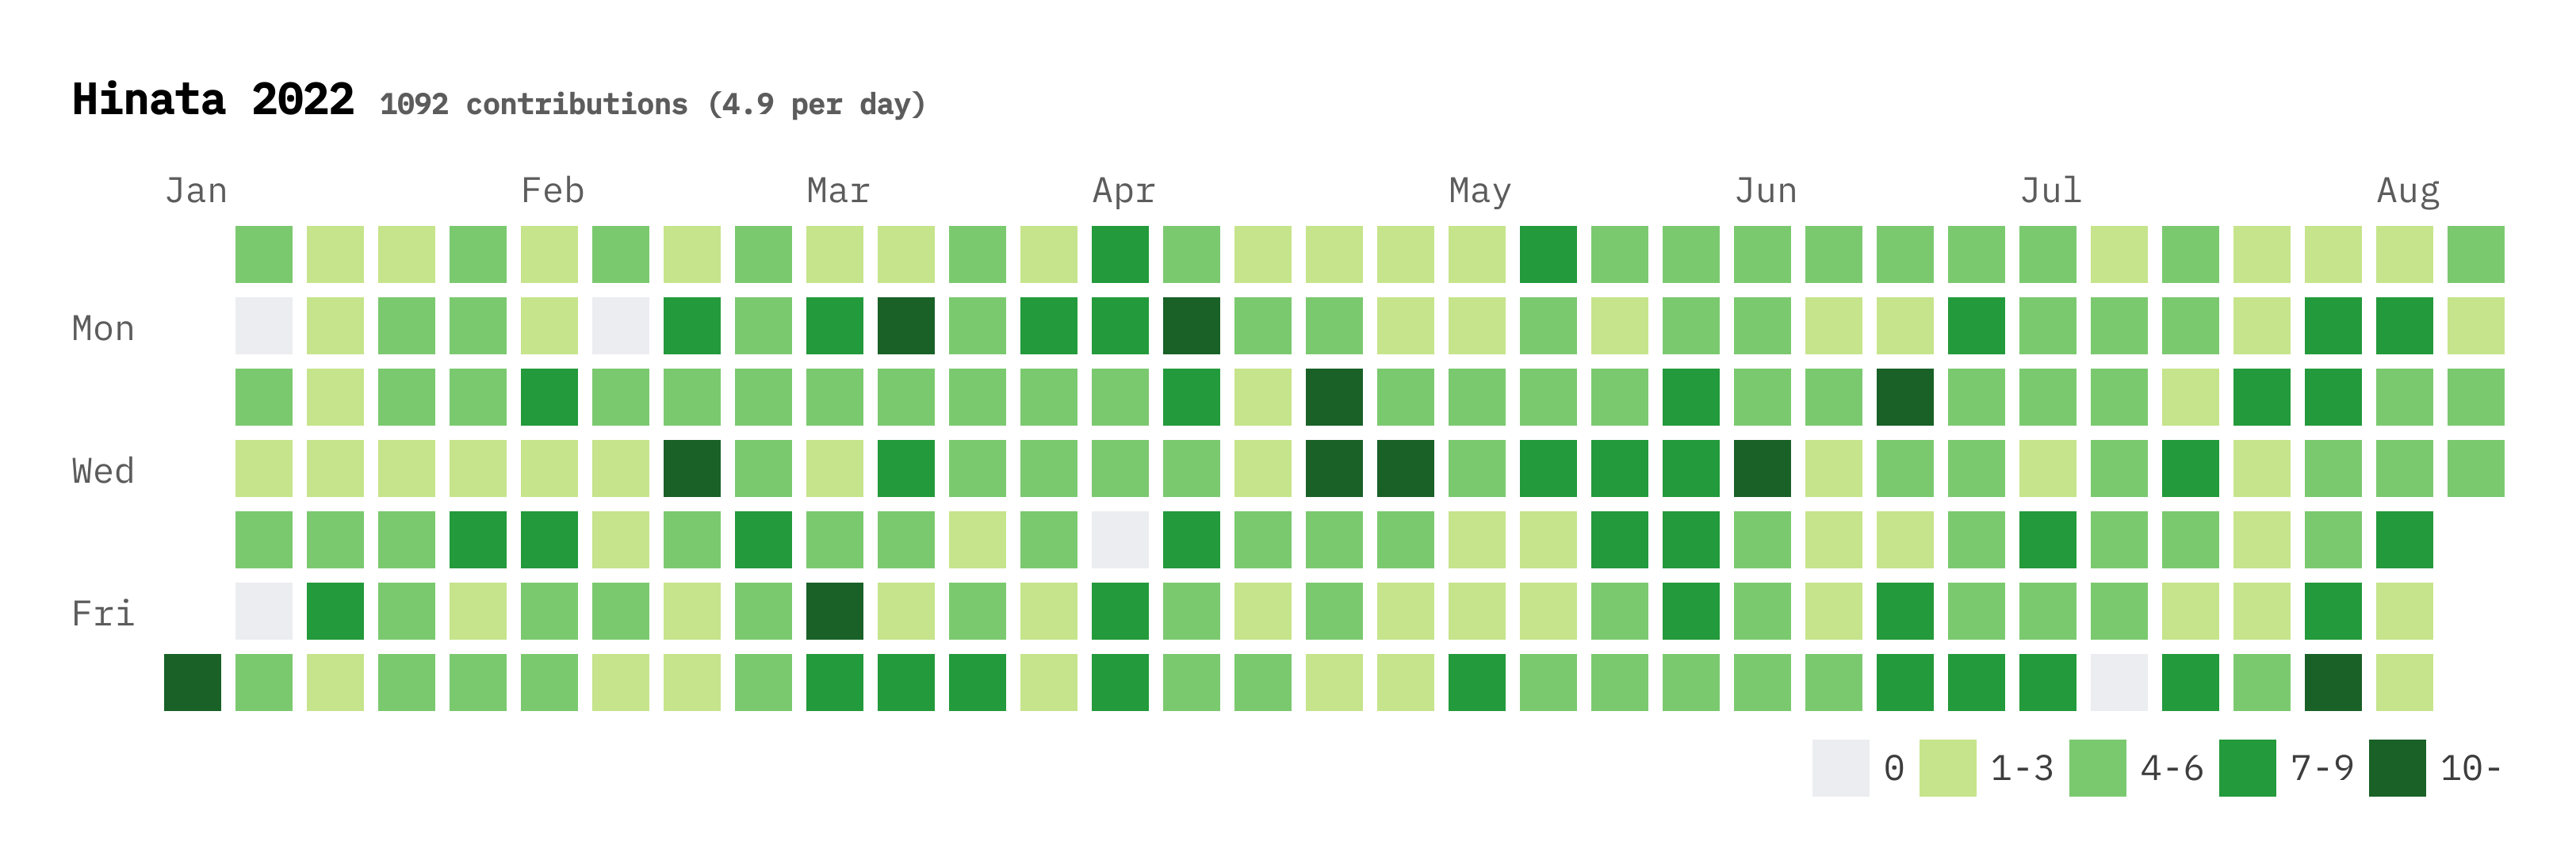 Hinata 2022 1092 contributions (4.9 per day)
Jan Feb Mar Apr May Jun Jul Aug
Mon
Wed
Fri
0 1-3 4-6 7-9 10-